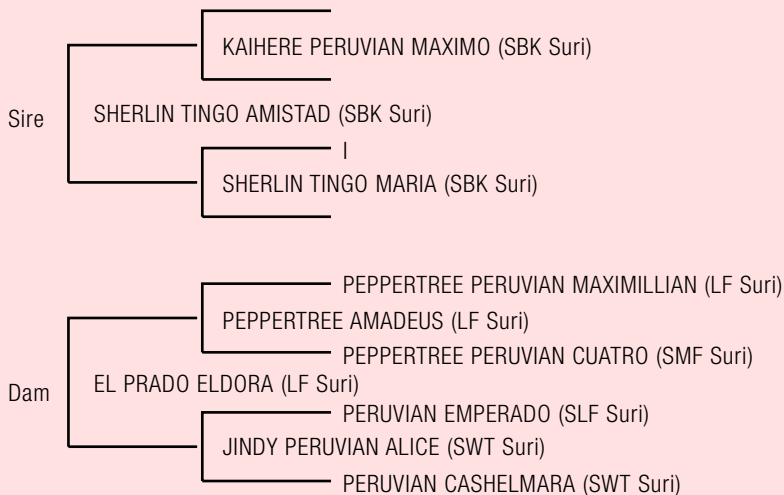 KAIHERE PERUVIAN MAXIMO (SBK Suri)
Sire
SHERLIN TINGO AMISTAD (SBK Suri)
I
SHERLIN TINGO MARIA (SBK Suri)
PEPPERTREE PERUVIAN MAXIMILLIAN (LF Suri)
PEPPERTREE AMADEUS (LF Suri)
PEPPERTREE PERUVIAN CUATRO (SMF Suri)
Dam
EL PRADO ELDORA (LF Suri)
PERUVIAN EMPERADO (SLF Suri)
JINDY PERUVIAN ALICE (SWT Suri)
PERUVIAN CASHELMARA (SWT Suri)